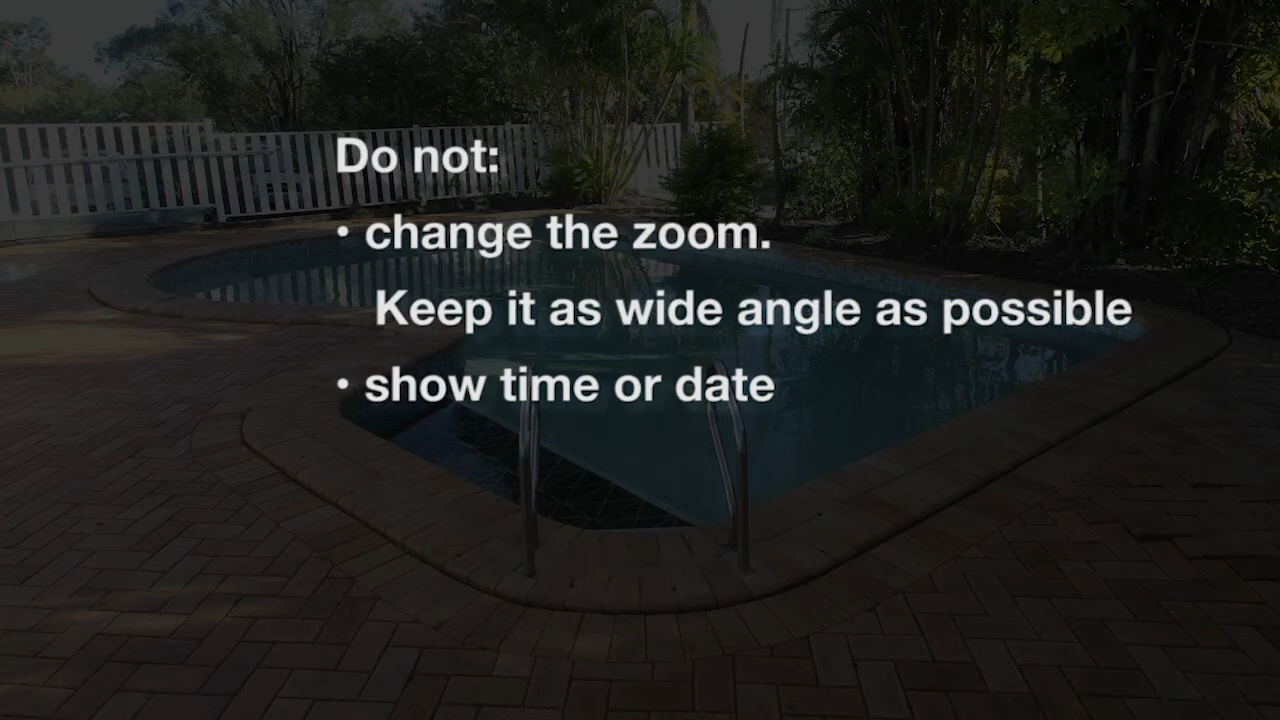 Do not:
• change the zoom.
Keep it as wide angle as possible
• show time or date